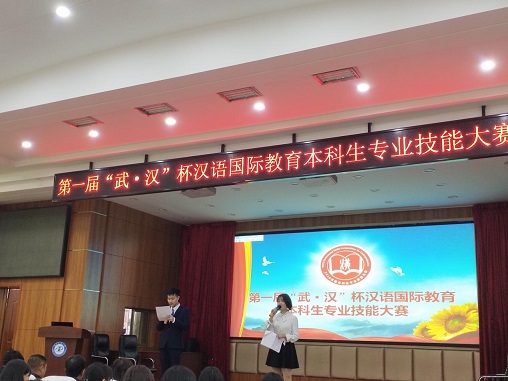 第一届“武·汉”杯汉语国际教育本科生专业技能大赛
第一届“武·汉”杯汉语国际教育
本科生专业技能大赛